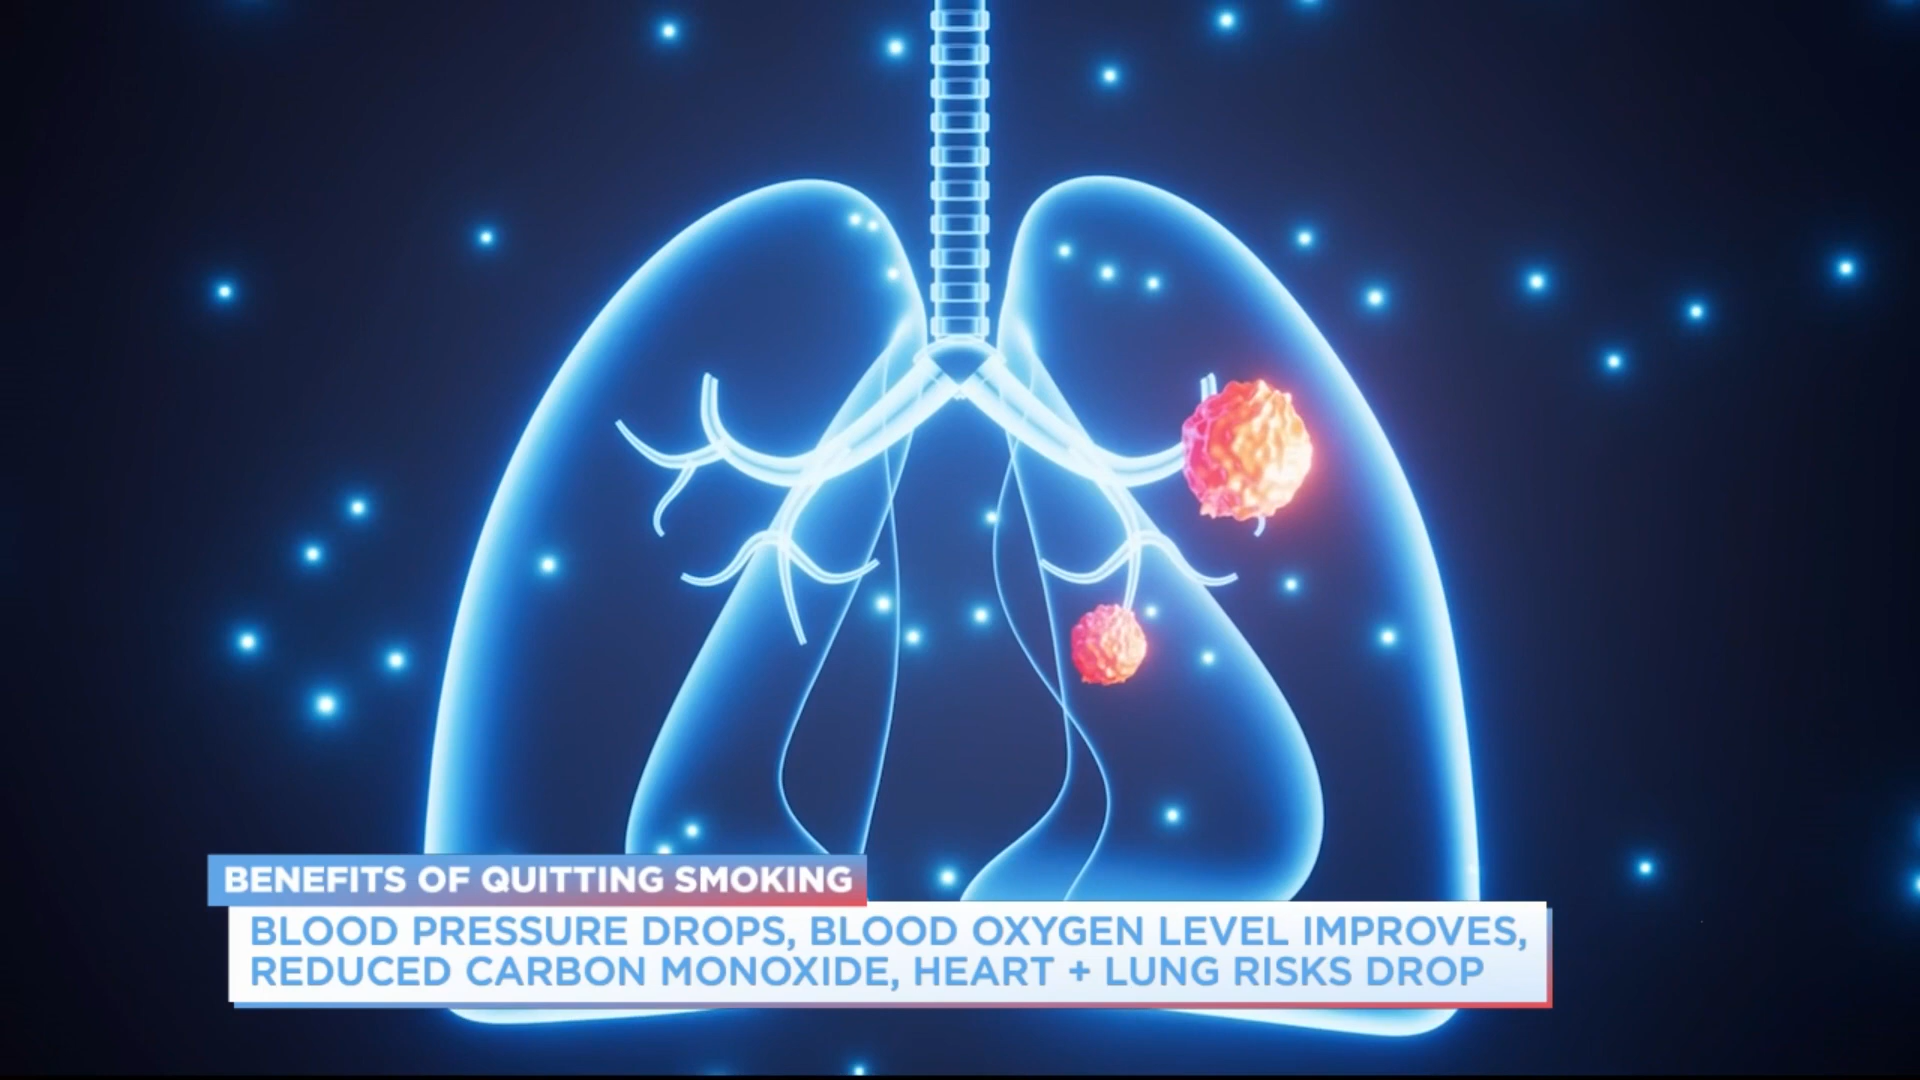 BENEFITS OF QUITTING SMOKING
BLOOD PRESSURE DROPS, BLOOD OXYGEN LEVEL IMPROVES,
REDUCED CARBON MONOXIDE, HEART + LUNG RISKS DROP